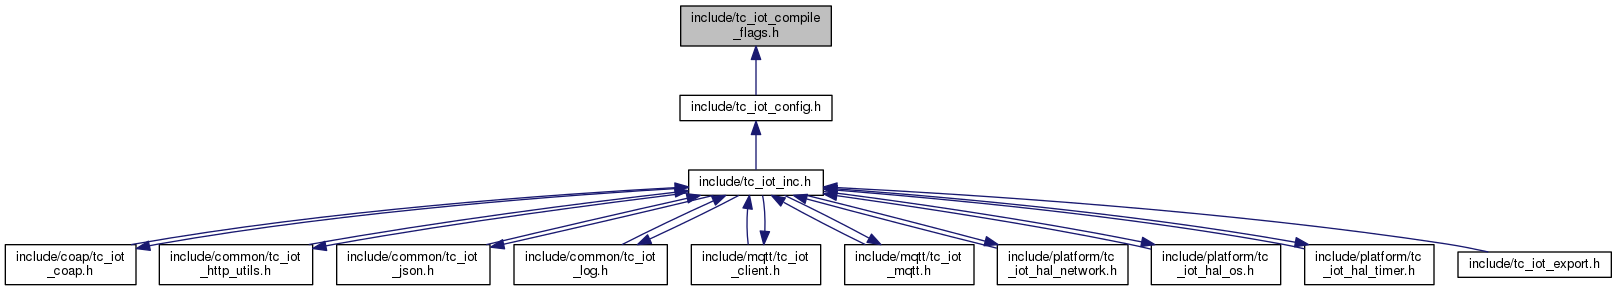 include/tc_iot_compile
_flags.h
include/tc_iot_config.h
include/tc_iot_inc.h
include/coap/tc_iot
_coap.h
include/common/tc_iot
_http_utils.h
include/common/tc_iot
_json.h
include/common/tc_iot
_log.h
include/mqtt/tc_iot
_client.h
include/mqtt/tc_iot
_mqtt.h
include/platform/tc
_iot_hal_network.h
include/platform/tc
_iot_hal_os.h
include/platform/tc
_iot_hal_timer.h
include/tc_iot_export.h